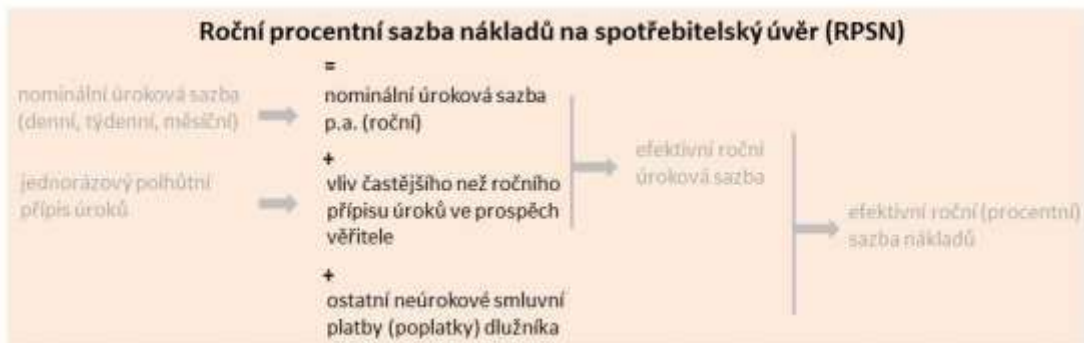 Roční procentní sazba nákladů na spotřebitelský úvěr (RPSN)
=
nominální úroková sazba
(denní, týdenní, měsíční)
nominální úroková sazba
p.a. (roční)
+
jednorázový polhůtní
přípis úroků
vliv častějšího než ročního
přípisu úroků ve prospěch
věřitele
efektivní roční
úroková sazba
efektivní roční (procentní)
sazba nákladů
+
ostatní neúrokové smluvní
platby (poplatky) dlužníka